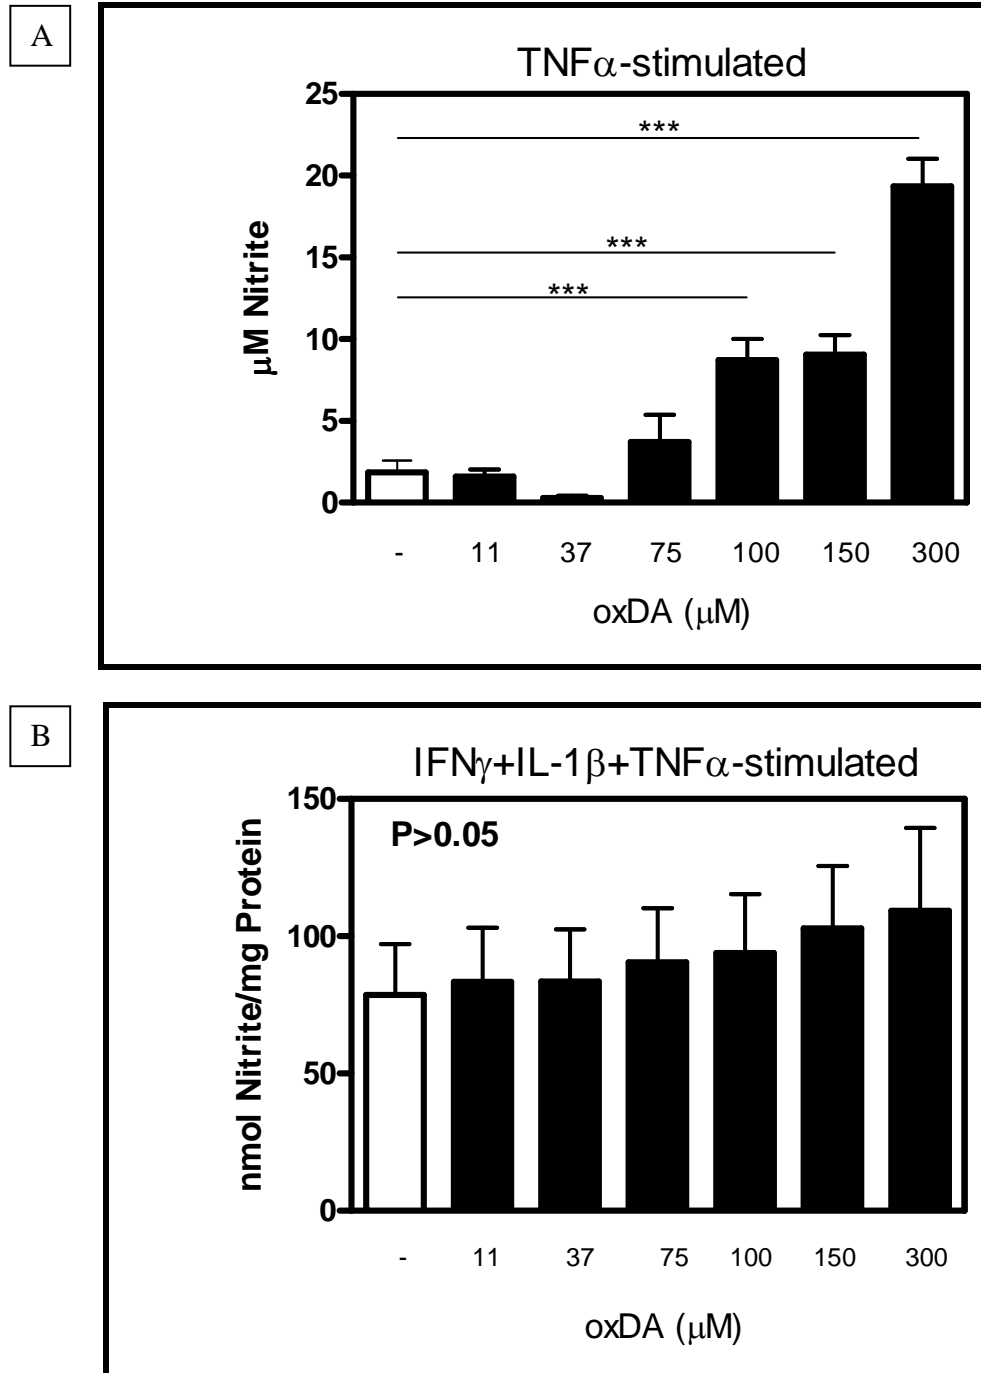 A
TNFα-stimulated
25
20
15
10
5
0
μM Nitrite
***
***
***
- 11 37 75 100 150 300
oxDA (μM)
B
IFNγ+IL-1β+TNFα-stimulated
150
100
50
0
nmol Nitrite/mg Protein
P>0.05
- 11 37 75 100 150 300
oxDA (μM)